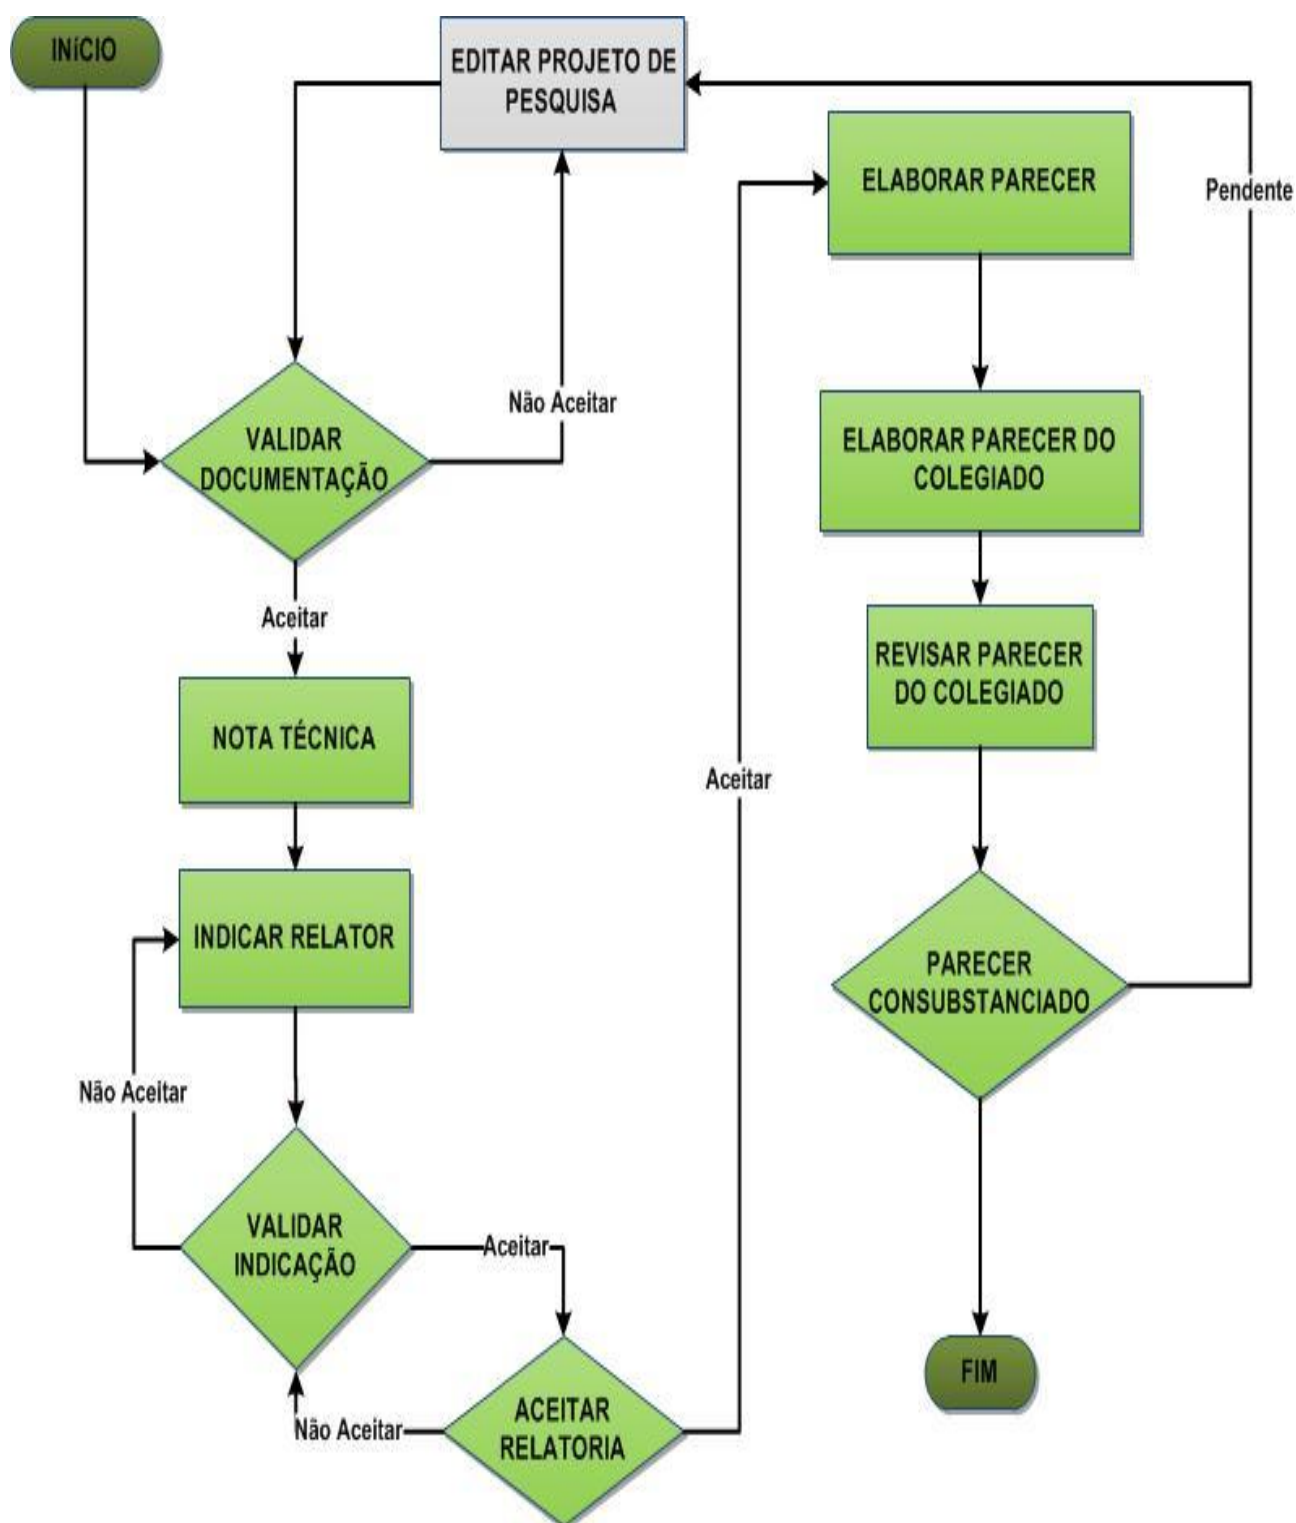 INíCIO
EDITAR PROJETO DE
PESQUISA
ELABORAR PARECER
Pendente
Não Aceitar
VALIDAR
DOCUMENTAÇÃO
ELABORAR PARECER DO
COLEGIADO
Aceitar
REVISAR PARECER
DO COLEGIADO
NOTA TÉCNICA
Aceitar
INDICAR RELATOR
PARECER
CONSUBSTANCIADO
Não Aceitar
VALIDAR
INDICAÇÃO
Aceitar
FIM
Não Aceitar
ACEITAR
RELATORIA